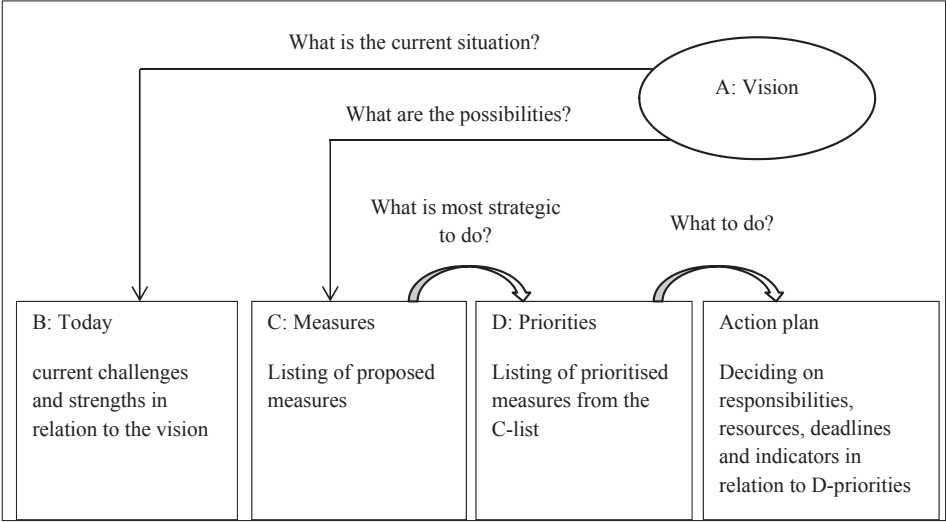 What is the current situation?
A: Vision
What are the possibilities?
What is most strategic
to do?
What to do?
B: Today
current challenges
and strengths in
relation to the vision
C: Measures
Listing of proposed
measures
D: Priorities
Listing of prioritised
measures from the
C-list
Action plan
Deciding on
responsibilities,
resources, deadlines
and indicators in
relation to D-priorities